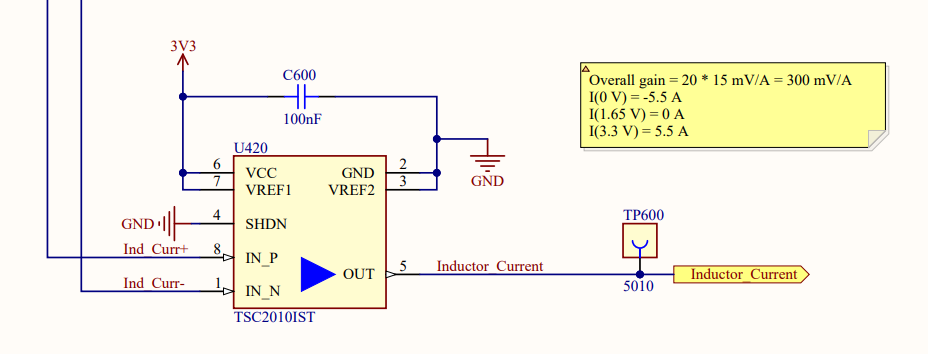 3V3
C600
100nF
Overall gain = 20 * 15 mV/A = 300 mV/A
I(0 V) = -5.5 A
I(1.65 V) = 0 A
I(3.3 V) = 5.5 A
U420
6 VCC GND 2
7 VREF1 VREF2 3
GND
GND 4 SHDN
Ind_Curr+ 8 IN_P
OUT 5 Inductor_Current
Ind_Curr- 1 IN_N
TSC2010IST
TP600
5010
Inductor_Current